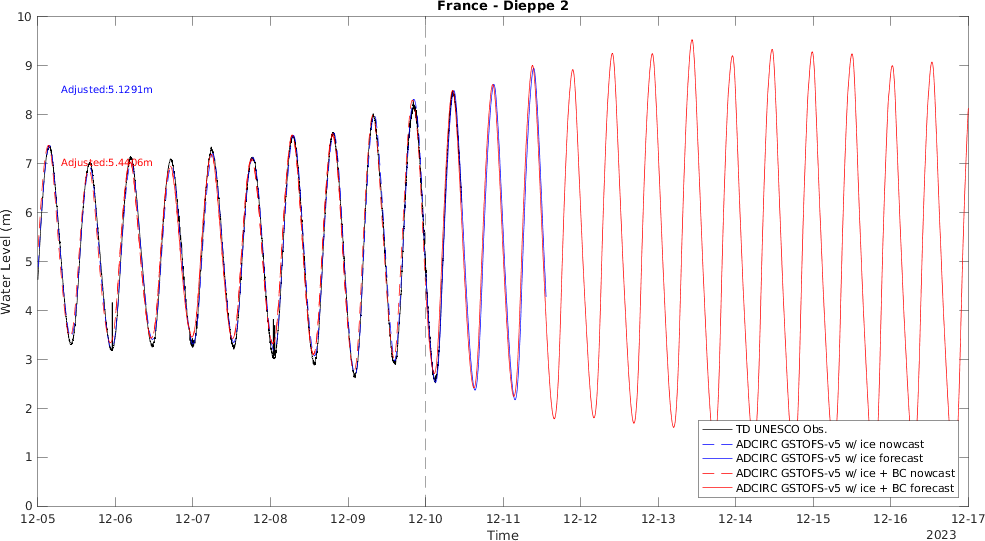 France - Dieppe 2
10
9
8
7
6
5
4
3
2
1
0
Water Level (m)
Adjusted:5.1291m
Adjusted:5.4406m
TD UNESCO Obs.
ADCIRC GSTOFS-v5 w/ ice nowcast
ADCIRC GSTOFS-v5 w/ ice forecast
ADCIRC GSTOFS-v5 w/ ice + BC nowcast
ADCIRC GSTOFS-v5 w/ ice + BC forecast
12-05 12-06 12-07 12-08 12-09 12-10 12-11 12-12 12-13 12-14 12-15 12-16 12-17
Time
2023